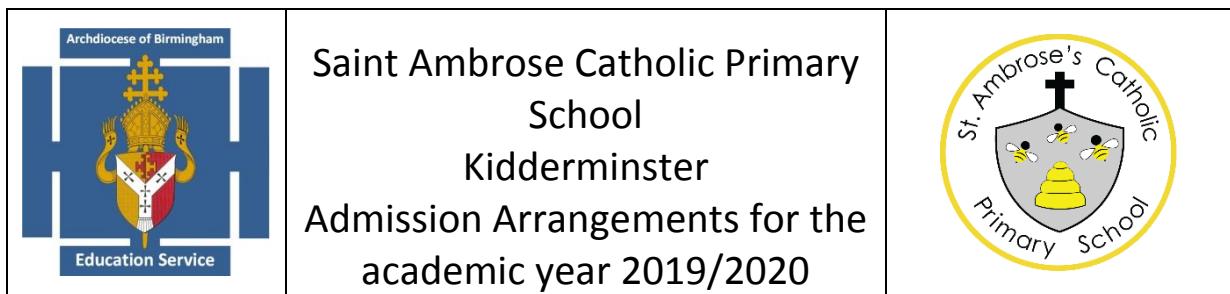 Archdiocese of Birmingham
Education Service
Saint Ambrose Catholic Primary
School
Kidderminster
Admission Arrangements for the
academic year 2019/2020
St. Ambrose's Catholic
Primary School